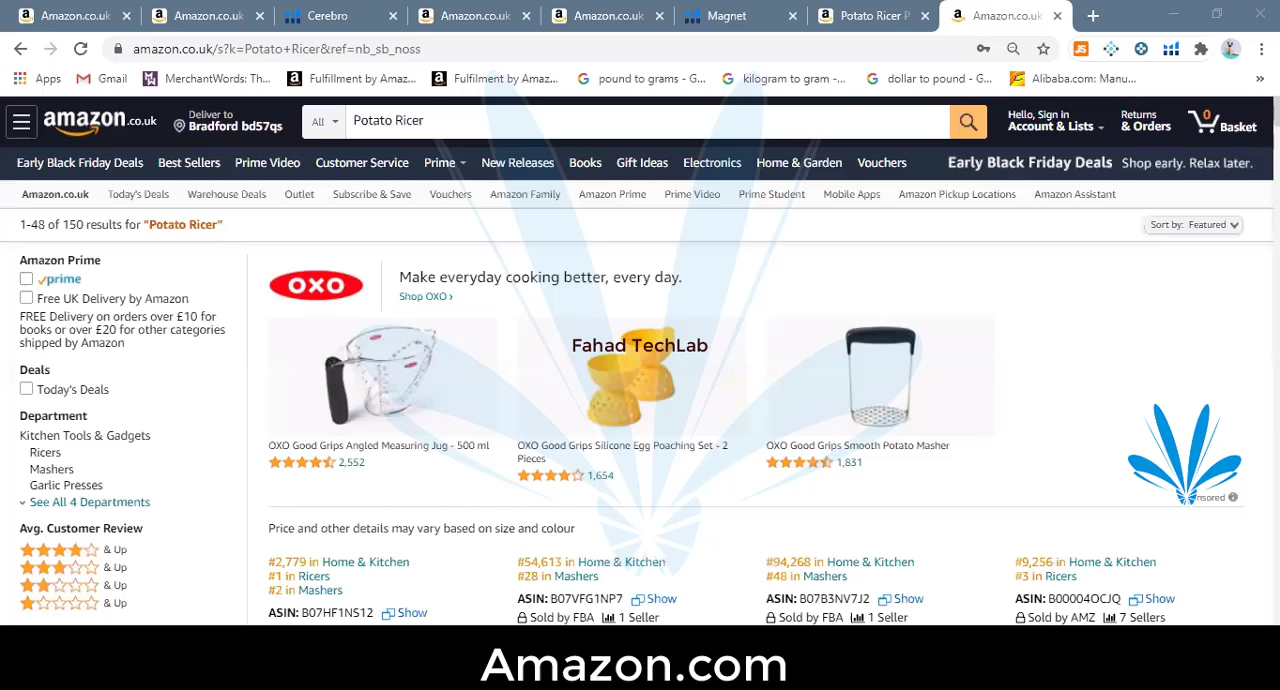 Amazon.co.uk
Amazon.co.uk
Cerebro
Amazon.co.uk
Amazon.co.uk
Magnet
Potato Ricer P
Amazon.co.uk
amazon.co.uk/s?k=Potato+Ricer&ref=nb_sb_noss
Apps
Gmail
MerchantWords: Th...
Fulfillment by Amaz...
Fulfilment by Amaz...
pound to grams - G...
kilogram to gram -...
dollar to pound - G...
Alibaba.com: Manu...
amazon.co.uk
Deliver to
Bradford bd57qs
All
Potato Ricer
Hello, Sign in
Account & Lists
Returns
& Orders
0
Basket
Early Black Friday Deals
Best Sellers
Prime Video
Customer Service
Prime
New Releases
Books
Gift Ideas
Electronics
Home & Garden
Vouchers
Early Black Friday Deals Shop early. Relax later.
Amazon.co.uk
Today's Deals
Warehouse Deals
Outlet
Subscribe & Save
Vouchers
Amazon Family
Amazon Prime
Prime Video
Prime Student
Mobile Apps
Amazon Pickup Locations
Amazon Assistant
1-48 of 150 results for "Potato Ricer"
Sort by: Featured
Amazon Prime
prime
Free UK Delivery by Amazon
FREE Delivery on orders over £10 for
books or over £20 for other categories
shipped by Amazon
Deals
Today's Deals
Department
Kitchen Tools & Gadgets
Ricers
Mashers
Garlic Presses
See All 4 Departments
Avg. Customer Review
& Up
& Up
& Up
& Up
OXO
Make everyday cooking better, every day.
Shop OXO ›
Fahad TechLab
OXO Good Grips Angled Measuring Jug - 500 ml
2,552
OXO Good Grips Silicone Egg Poaching Set - 2
Pieces
1,654
OXO Good Grips Smooth Potato Masher
1,831
nsored
Price and other details may vary based on size and colour
#2,779 in Home & Kitchen
#1 in Ricers
#2 in Mashers
ASIN: B07HF1NS12 Show
#54,613 in Home & Kitchen
#28 in Mashers
ASIN: B07VFG1NP7 Show
Sold by FBA 1 Seller
#94,268 in Home & Kitchen
#48 in Mashers
ASIN: B07B3NV7J2 Show
Sold by FBA 1 Seller
#9,256 in Home & Kitchen
#3 in Ricers
ASIN: B00004OCJQ Show
Sold by AMZ 7 Sellers
Amazon.com